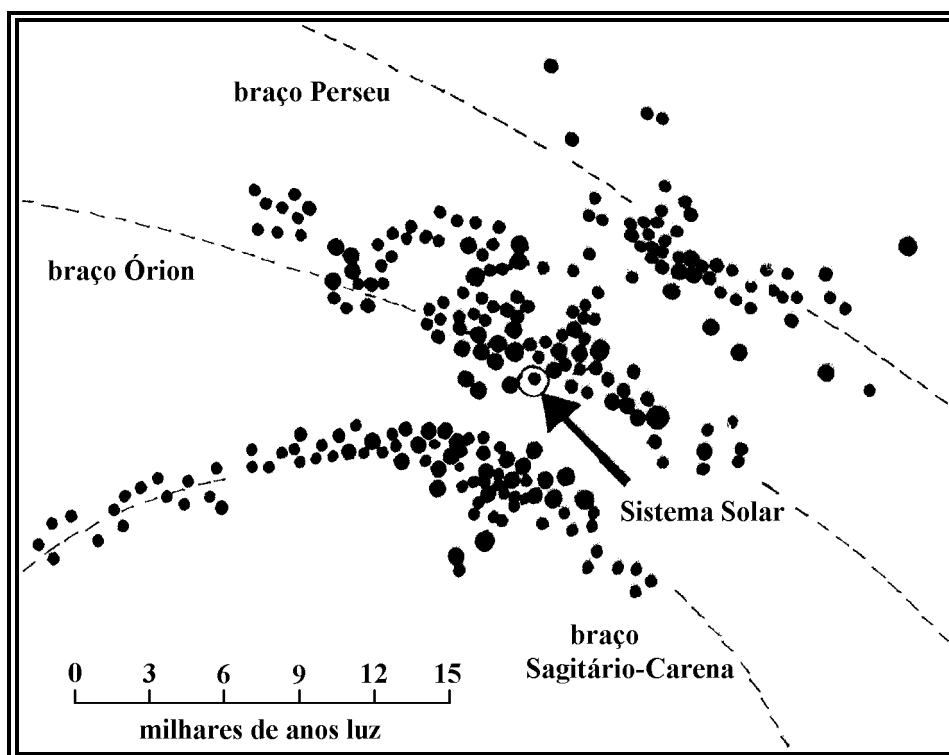 braço Perseu
braço Órion
Sistema Solar
braço
Sagitário-Carena
0 3 6 9 12 15
milhares de anos luz